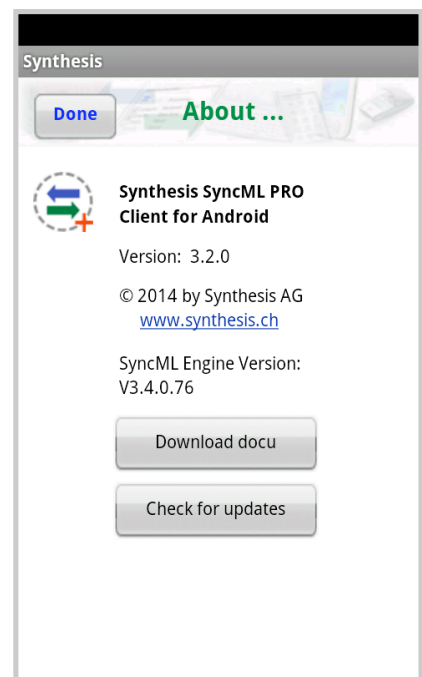 Synthesis
Done
About ...
Synthesis SyncML PRO
Client for Android
Version: 3.2.0
© 2014 by Synthesis AG
www.synthesis.ch
SyncML Engine Version:
V3.4.0.76
Download docu
Check for updates